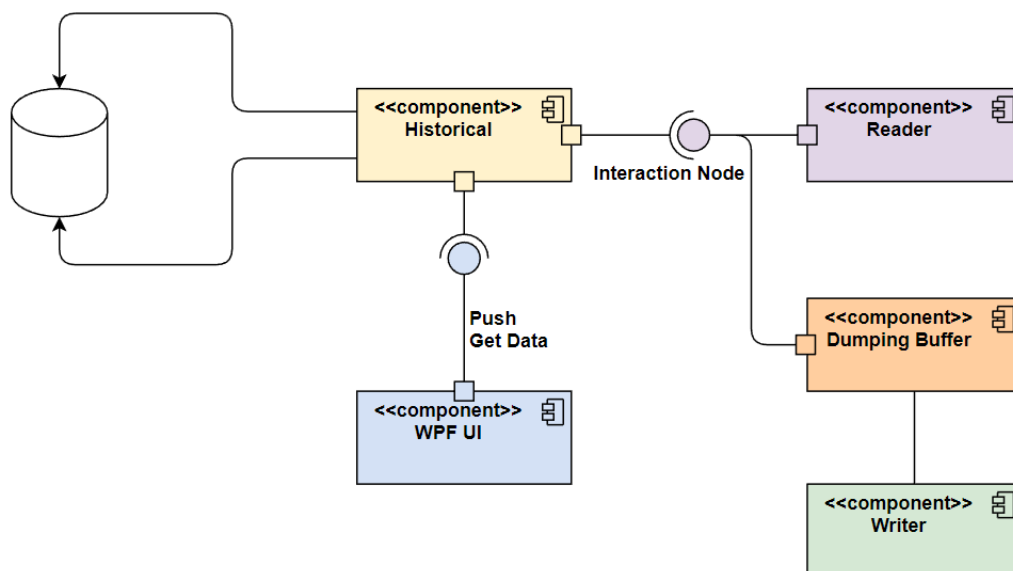 <<component>>
Historical
<<component>>
Reader
Interaction Node
<<component>>
Dumping Buffer
Push
Get Data
<<component>>
WPF UI
<<component>>
Writer